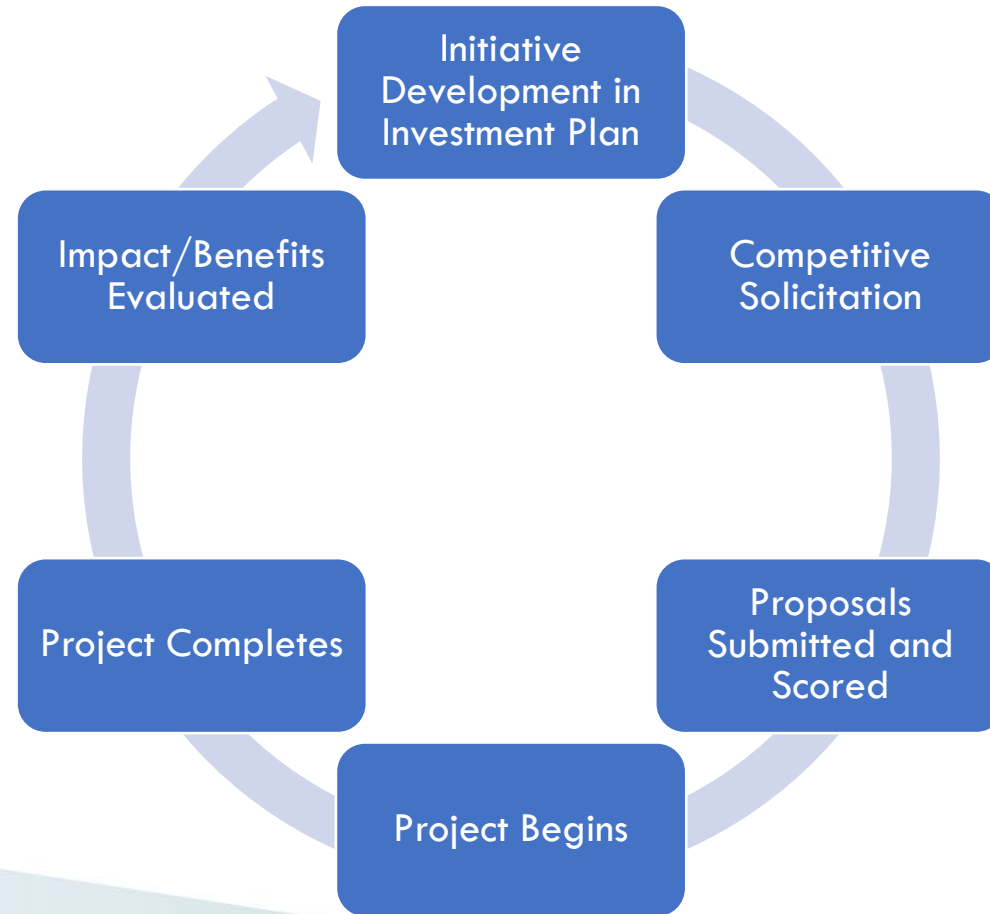 Initiative
Development in
Investment Plan
Competitive
Solicitation
Proposals
Submitted and
Scored
Project Begins
Project Completes
Impact/Benefits
Evaluated